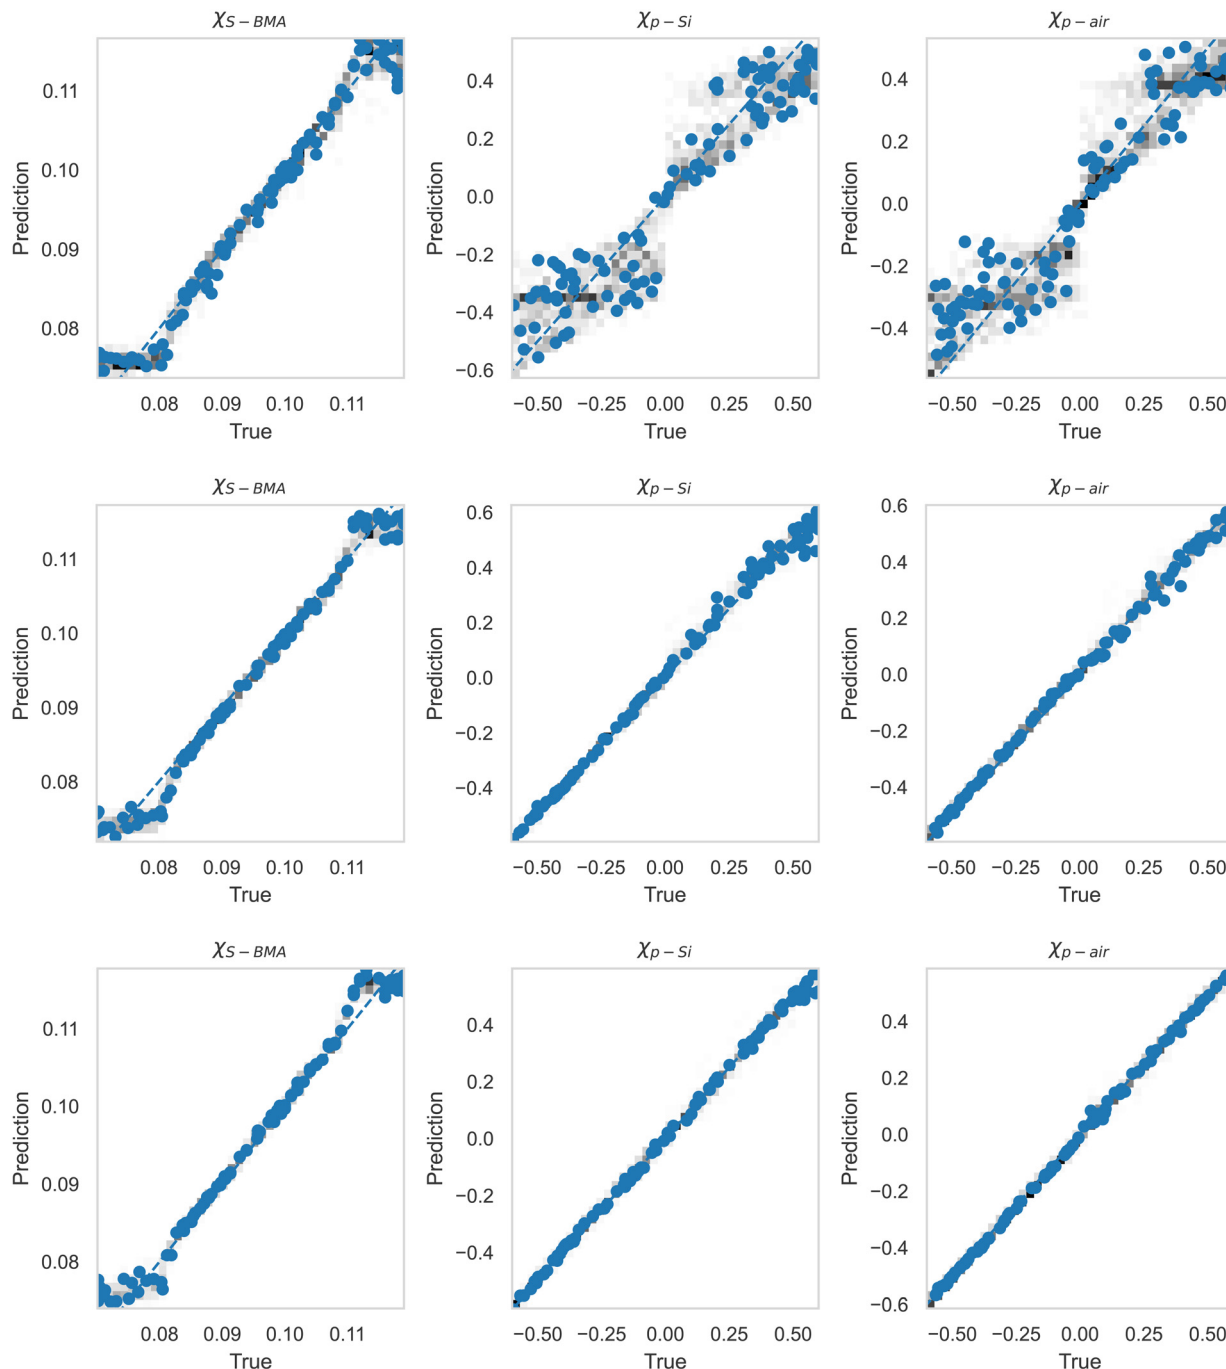 χS−BMA χp−Si χp−air
Prediction 0.11 0.10 0.09 0.08
Prediction 0.4 0.2 0.0 −0.2 −0.4 −0.6
Prediction 0.4 0.2 0.0 −0.2 −0.4
0.08 0.09 0.10 0.11 −0.50 −0.25 0.00 0.25 0.50 −0.50 −0.25 0.00 0.25 0.50
True True True
χS−BMA χp−Si χp−air
Prediction 0.11 0.10 0.09 0.08
Prediction 0.6 0.4 0.2 0.0 −0.2 −0.4
Prediction 0.6 0.4 0.2 0.0 −0.2 −0.4
0.08 0.09 0.10 0.11 −0.50 −0.25 0.00 0.25 0.50 −0.50 −0.25 0.00 0.25 0.50
True True True
χS−BMA χp−Si χp−air
Prediction 0.11 0.10 0.09 0.08
Prediction 0.4 0.2 0.0 −0.2 −0.4
Prediction 0.4 0.2 0.0 −0.2 −0.4 −0.6
0.08 0.09 0.10 0.11 −0.50 −0.25 0.00 0.25 0.50 −0.50 −0.25 0.00 0.25 0.50
True True True